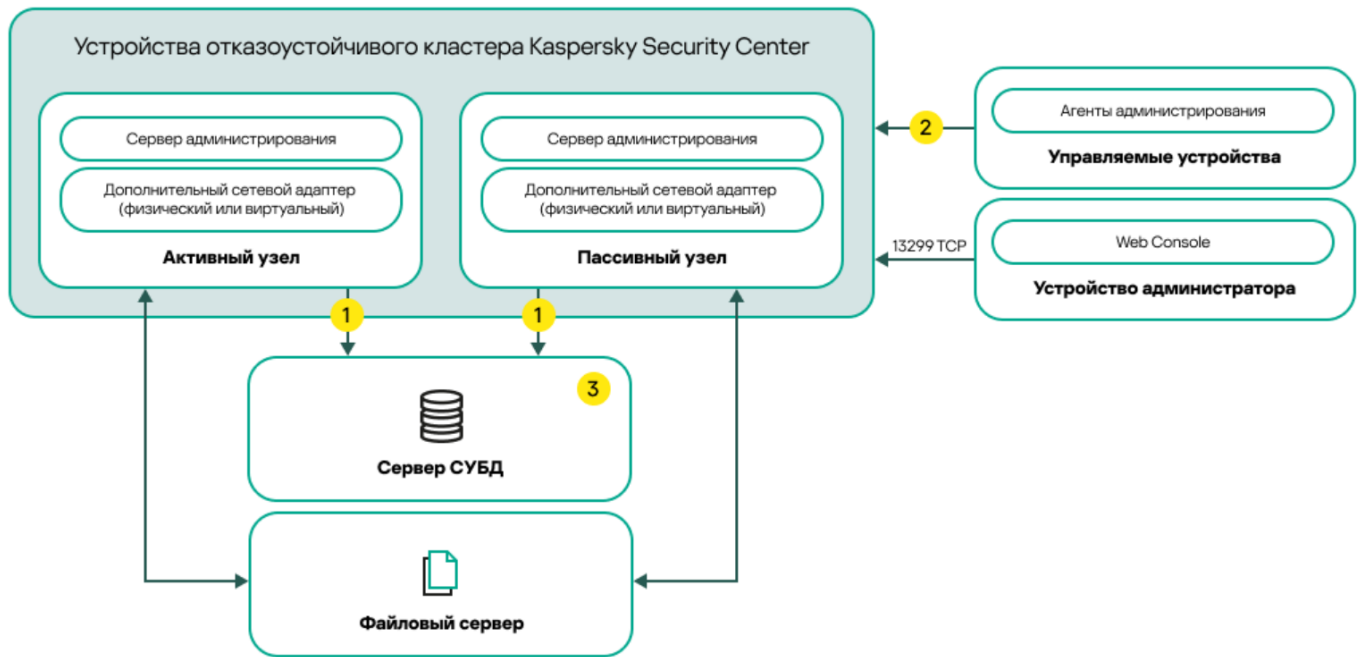 Устройства отказоустойчивого кластера Kaspersky Security Center
Сервер администрирования
Дополнительный сетевой адаптер
(физический или виртуальный)
Активный узел
Сервер администрирования
Дополнительный сетевой адаптер
(физический или виртуальный)
Пассивный узел
2
Агенты администрирования
Управляемые устройства
13299 TCP
Web Console
Устройство администратора
1
1
3
Сервер СУБД
Файловый сервер